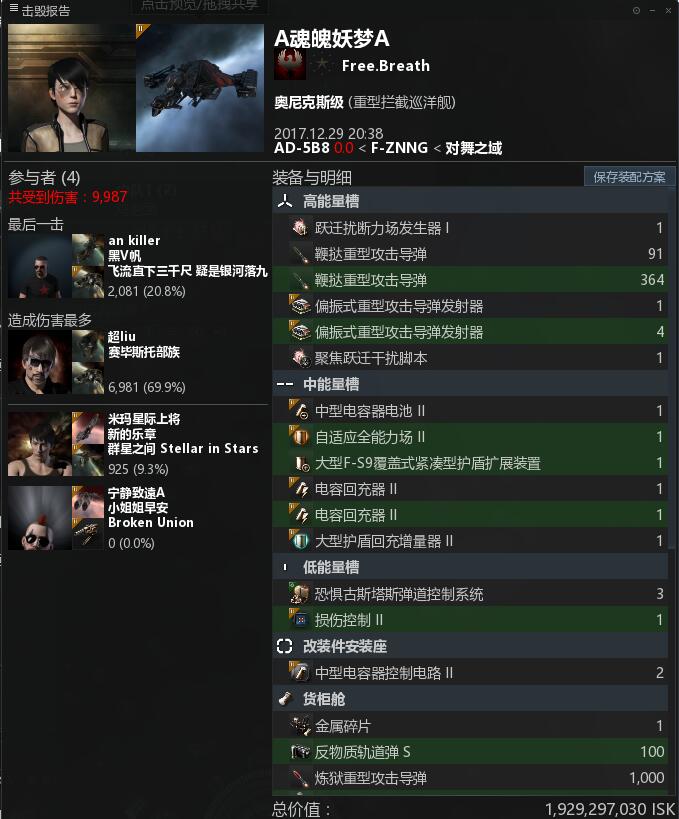 击毁报告
点击预览/拖拽共享
A魂魄妖梦A
Free.Breath
奥尼克斯级 (重型拦截巡洋舰)
2017.12.29 20:38
AD-5B8 0.0 < F-ZNNG < 对舞之域
参与者 (4)
共受到伤害：9,987
最后一击
an killer
黑V帆
飞流直下三千尺 疑是银河落九
2,081 (20.8%)
造成伤害最多
超liu
赛毕斯托部族
6,981 (69.9%)
米玛星际上将
新的乐章
群星之间 Stellar in Stars
925 (9.3%)
宁静致遠A
小姐姐早安
Broken Union
0 (0.0%)
装备与明细
保存装配方案
高能量槽
跃迁扰断力场发生器 I 1
鞭挞重型攻击导弹 91
鞭挞重型攻击导弹 364
偏振式重型攻击导弹发射器 1
偏振式重型攻击导弹发射器 4
聚焦跃迁干扰脚本 1
中能量槽
中型电容器电池 II 1
自适应全能力场 II 1
大型F-S9覆盖式紧凑型护盾扩展装置 1
电容回充器 II 1
电容回充器 II 1
大型护盾回充增量器 II 1
低能量槽
恐惧古斯塔斯弹道控制系统 3
损伤控制 II 1
改装件安装座
中型电容器控制电路 II 2
货柜舱
金属碎片 1
反物质轨道弹 S 100
炼狱重型攻击导弹 1,000
总价值： 1,929,297,030 ISK